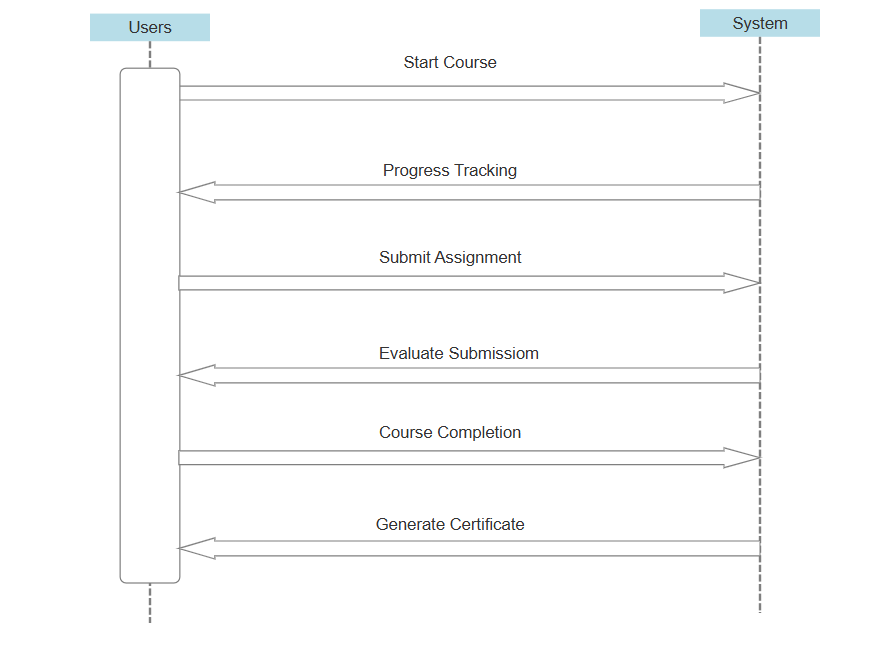 Users
System
Start Course
Progress Tracking
Submit Assignment
Evaluate Submissiom
Course Completion
Generate Certificate